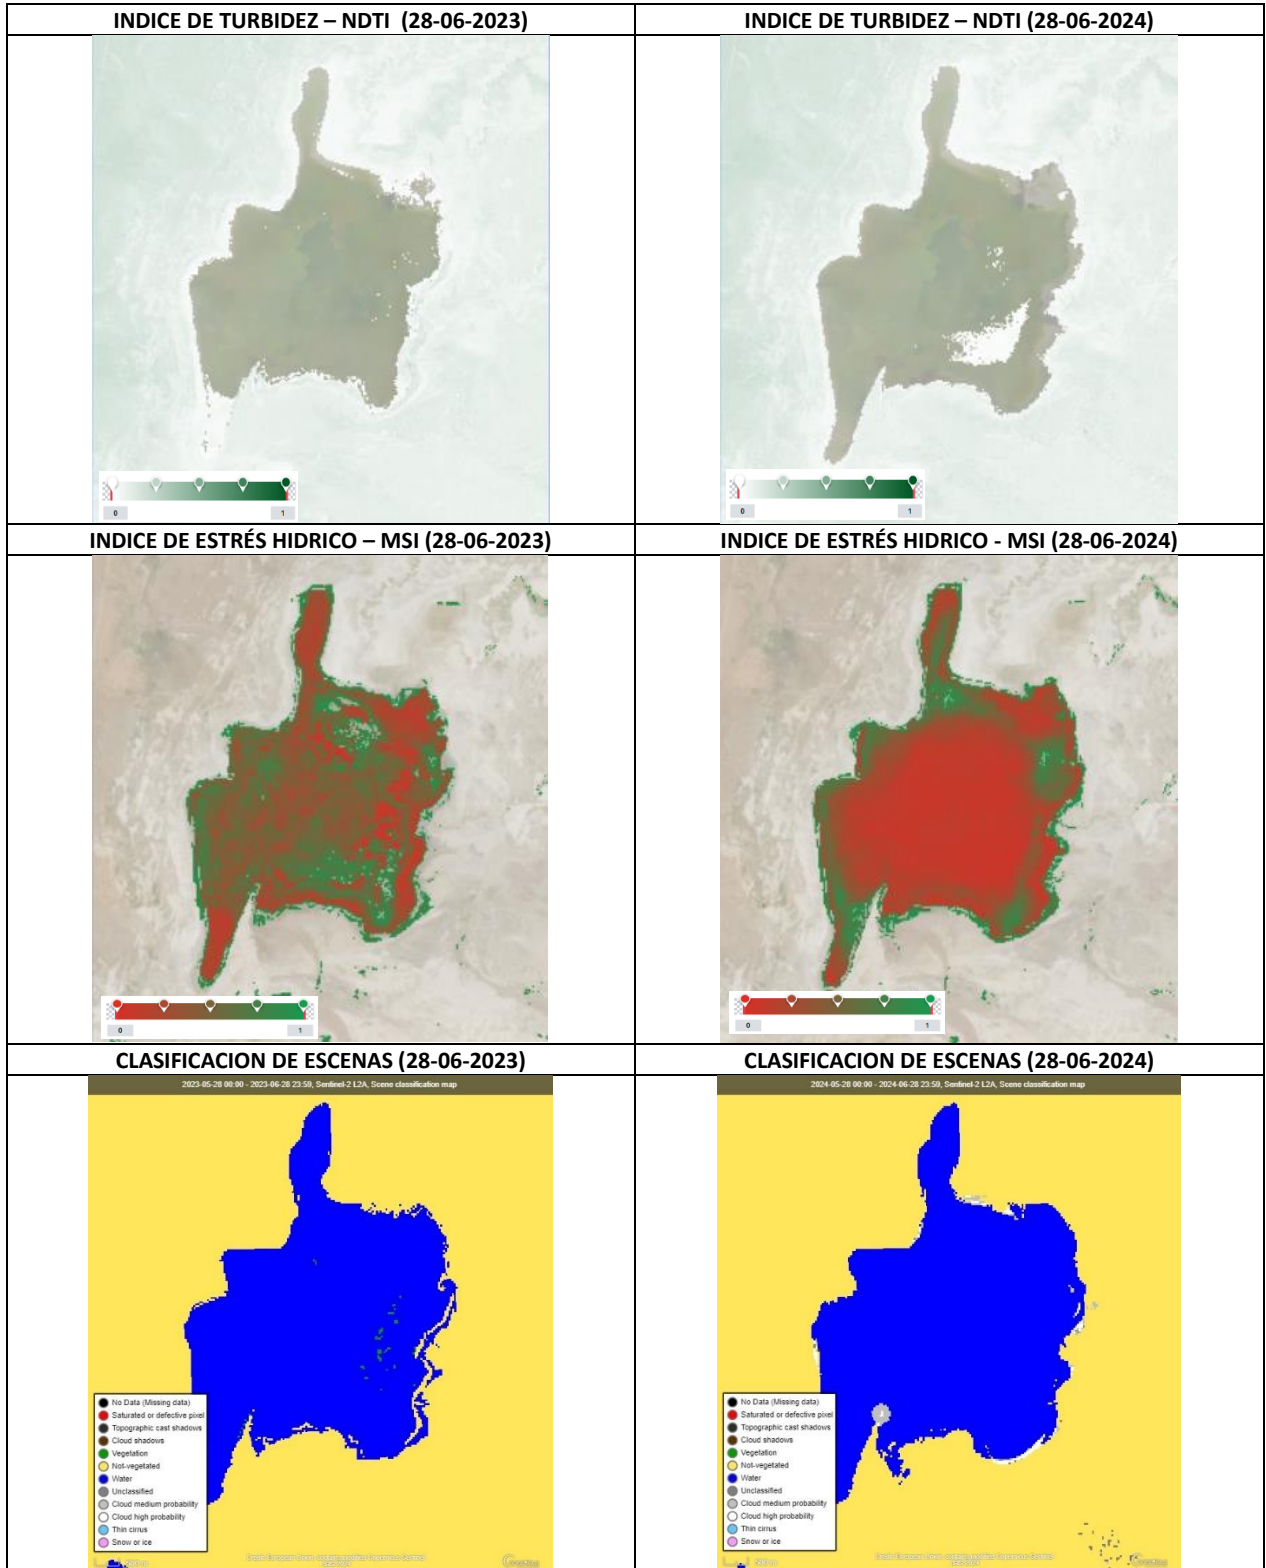 INDICE DE TURBIDEZ – NDTI (28-06-2023)
INDICE DE TURBIDEZ – NDTI (28-06-2024)
0 1
0 1
INDICE DE ESTRÉS HIDRICO – MSI (28-06-2023)
INDICE DE ESTRÉS HIDRICO - MSI (28-06-2024)
0 1
0 1
CLASIFICACION DE ESCENAS (28-06-2023)
CLASIFICACION DE ESCENAS (28-06-2024)
2023-05-28 00:00 - 2023-06-28 23:59, Sentinel-2 L2A, Scene classification map
No Data (Missing data)
Saturated or defective pixel
Topographic cast shadows
Cloud shadows
Vegetation
Not-vegetated
Water
Unclassified
Cloud medium probability
Cloud high probability
Thin cirrus
Snow or ice
2024-05-28 00:00 - 2024-06-28 23:59, Sentinel-2 L2A, Scene classification map
No Data (Missing data)
Saturated or defective pixel
Topographic cast shadows
Cloud shadows
Vegetation
Not-vegetated
Water
Unclassified
Cloud medium probability
Cloud high probability
Thin cirrus
Snow or ice